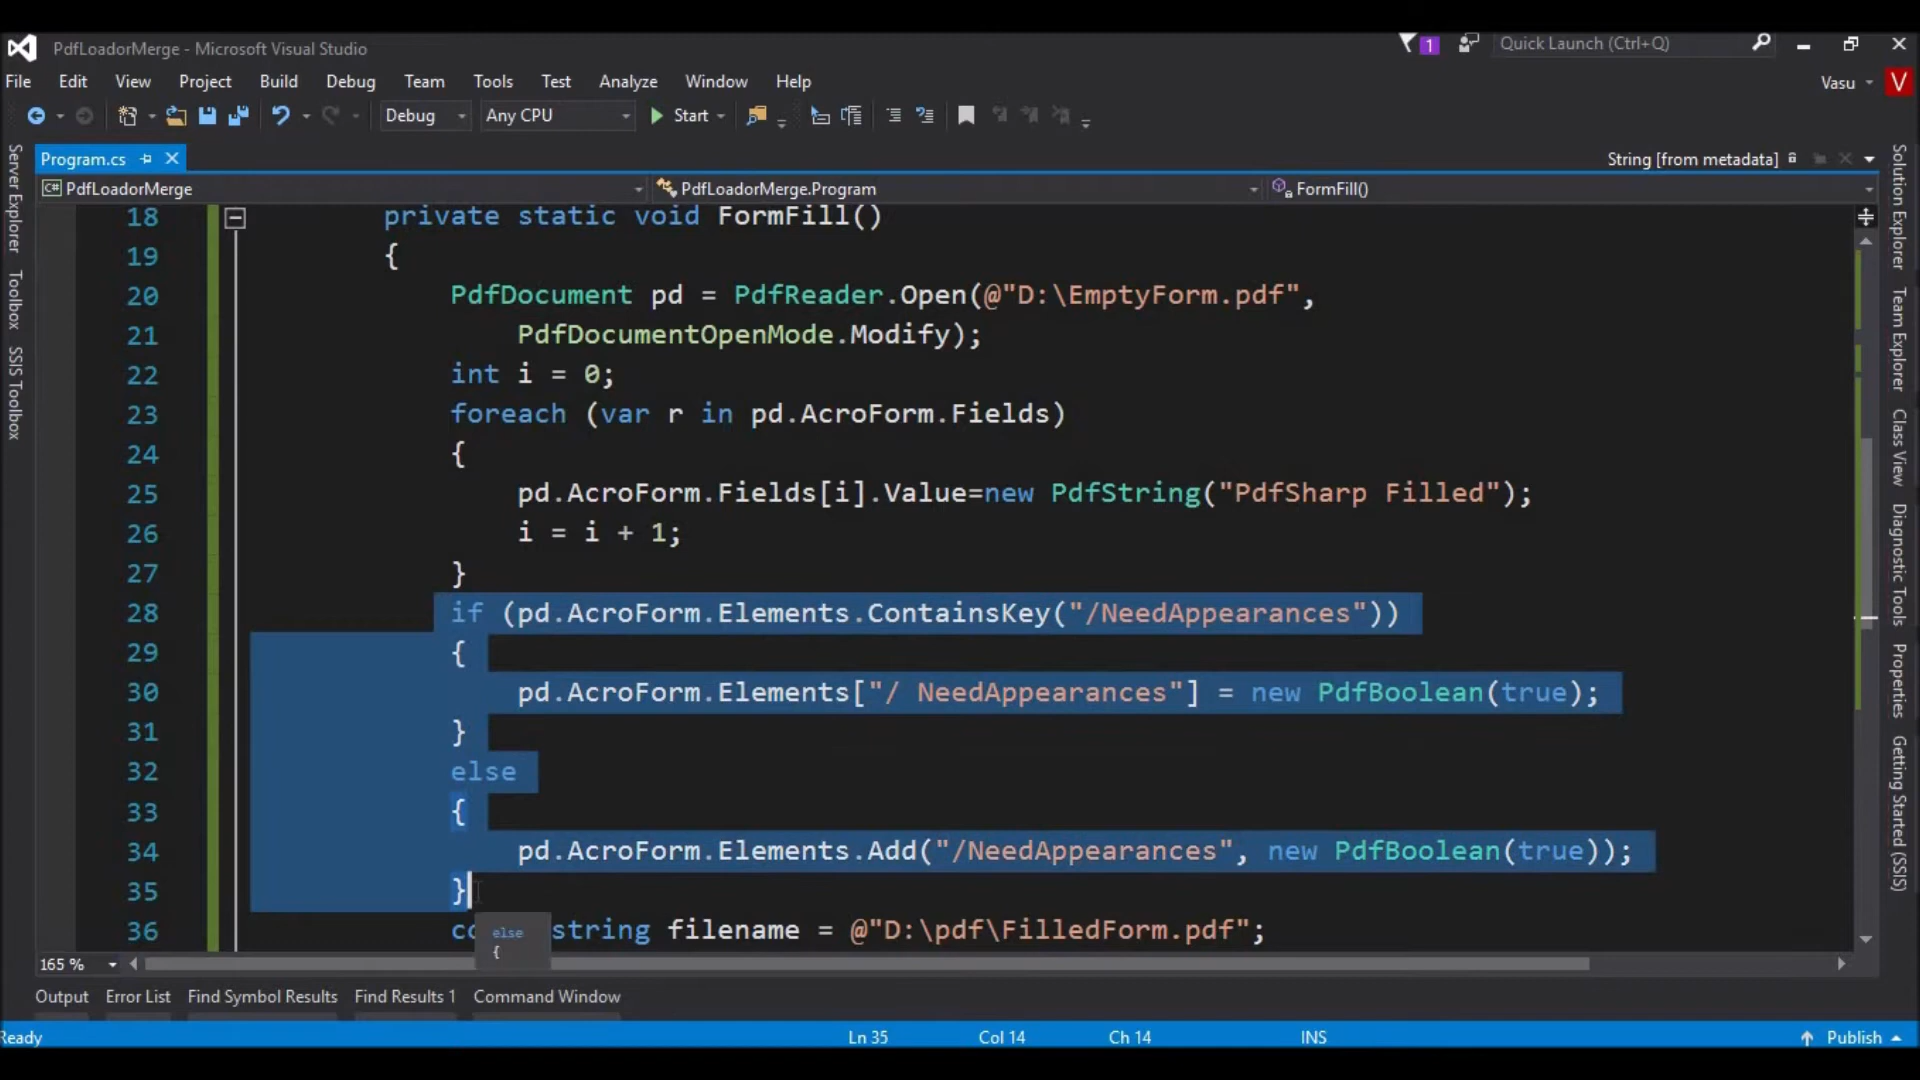 PdfLoadorMerge - Microsoft Visual Studio
1
Quick Launch (Ctrl+Q)
File Edit View Project Build Debug Team Tools Test Analyze Window Help
Vasu V
Debug Any CPU Start
Program.cs
String [from metadata]
C# PdfLoadorMerge
PdfLoadorMerge.Program
FormFill()
Server Explorer
Toolbox
SSIS Toolbox
18 private static void FormFill()
19 {
20 PdfDocument pd = PdfReader.Open(@"D:\EmptyForm.pdf",
21 PdfDocumentOpenMode.Modify);
22 int i = 0;
23 foreach (var r in pd.AcroForm.Fields)
24 {
25 pd.AcroForm.Fields[i].Value=new PdfString("PdfSharp Filled");
26 i = i + 1;
27 }
28 if (pd.AcroForm.Elements.ContainsKey("/NeedAppearances"))
29 {
30 pd.AcroForm.Elements["/ NeedAppearances"] = new PdfBoolean(true);
31 }
32 else
33 {
34 pd.AcroForm.Elements.Add("/NeedAppearances", new PdfBoolean(true));
35 }
36 co string filename = @"D:\pdf\FilledForm.pdf";
else
{
Solution Explorer
Team Explorer
Class View
Diagnostic Tools
Properties
Getting Started (SSIS)
165 %
Output Error List Find Symbol Results Find Results 1 Command Window
Ready Ln 35 Col 14 Ch 14 INS Publish